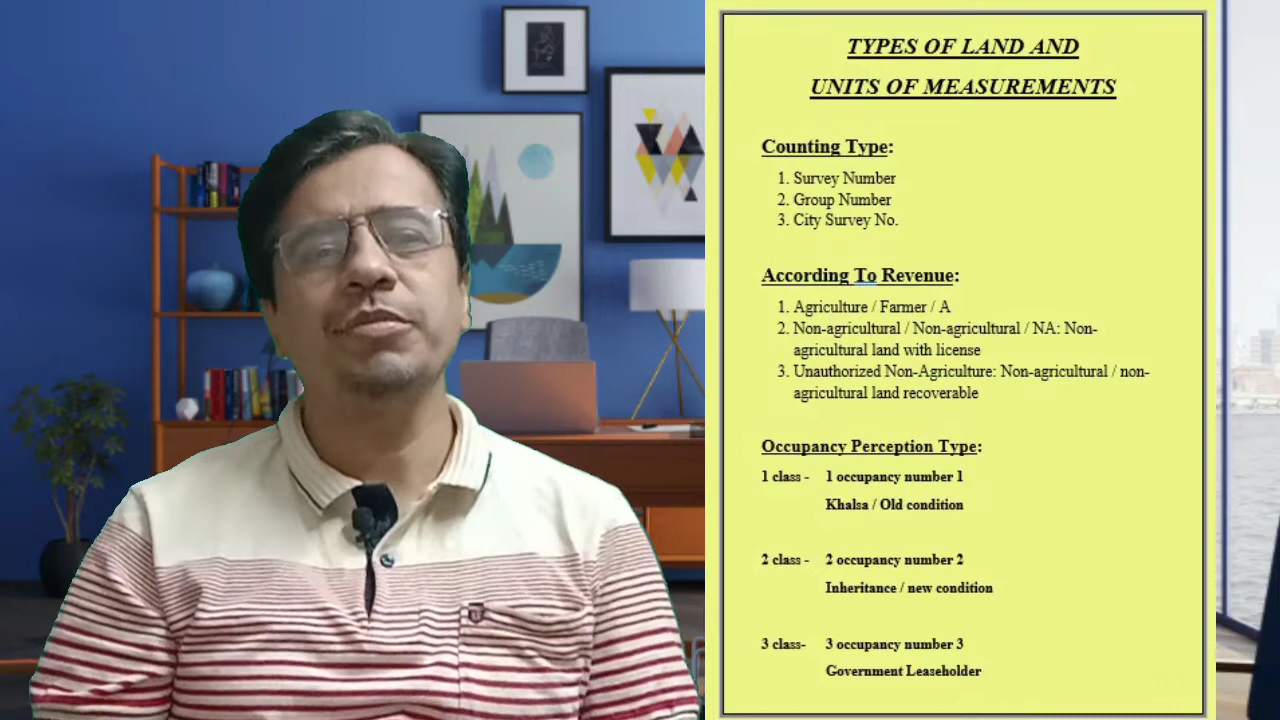 TYPES OF LAND AND
UNITS OF MEASUREMENTS
Counting Type:
1. Survey Number
2. Group Number
3. City Survey No.
According To Revenue:
1. Agriculture / Farmer / A
2. Non-agricultural / Non-agricultural / NA: Non-
agricultural land with license
3. Unauthorized Non-Agriculture: Non-agricultural / non-
agricultural land recoverable
Occupancy Perception Type:
1 class - 1 occupancy number 1
Khalsa / Old condition
2 class - 2 occupancy number 2
Inheritance / new condition
3 class- 3 occupancy number 3
Government Leaseholder